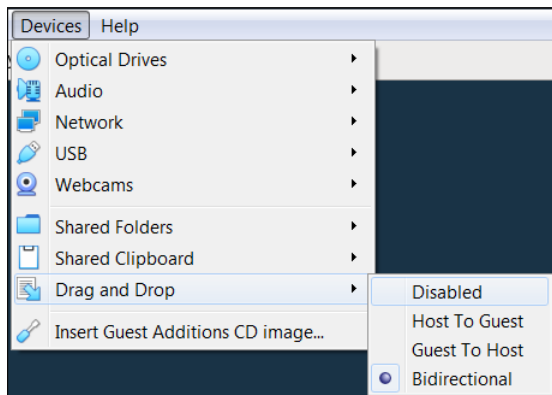 Devices Help
Optical Drives
Audio
Network
USB
Webcams
Shared Folders
Shared Clipboard
Drag and Drop
Insert Guest Additions CD image...
Disabled
Host To Guest
Guest To Host
Bidirectional